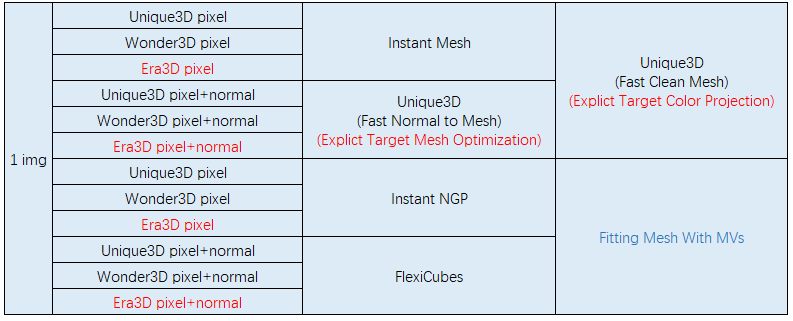 1 img
Unique3D pixel
Wonder3D pixel
Era3D pixel
Instant Mesh
Unique3D pixel+normal
Wonder3D pixel+normal
Era3D pixel+normal
Unique3D
(Fast Normal to Mesh)
(Explict Target Mesh Optimization)
Unique3D
(Fast Clean Mesh)
(Explict Target Color Projection)
Unique3D pixel
Wonder3D pixel
Era3D pixel
Instant NGP
Unique3D pixel+normal
Wonder3D pixel+normal
Era3D pixel+normal
FlexiCubes
Fitting Mesh With MVs